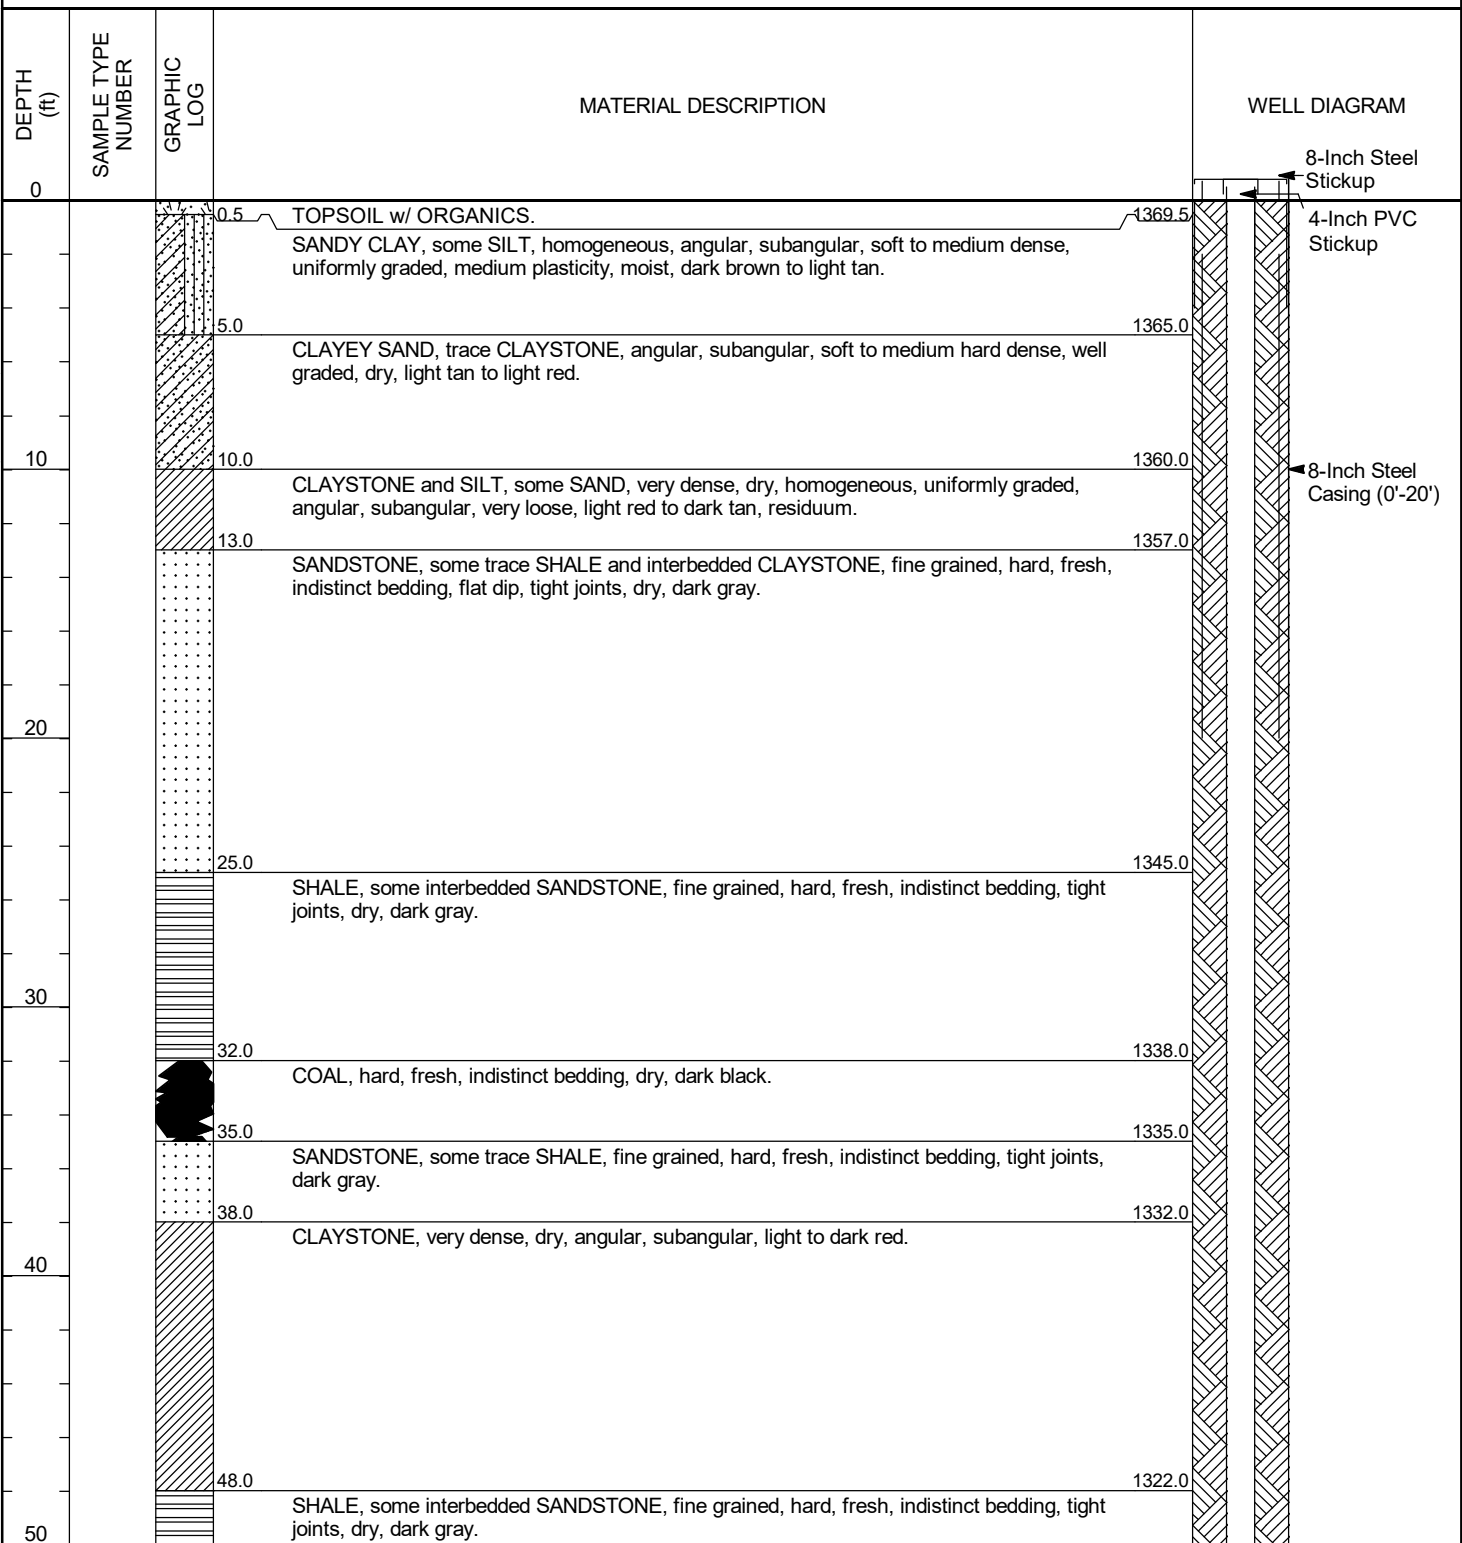 DEPTH
(ft)
SAMPLE TYPE
NUMBER
GRAPHIC
LOG
MATERIAL DESCRIPTION
WELL DIAGRAM
8-Inch Steel
Stickup
0
4-Inch PVC
Stickup
0.5 TOPSOIL w/ ORGANICS. 1369.5
SANDY CLAY, some SILT, homogeneous, angular, subangular, soft to medium dense,
uniformly graded, medium plasticity, moist, dark brown to light tan.
5.0 1365.0
CLAYEY SAND, trace CLAYSTONE, angular, subangular, soft to medium hard dense, well
graded, dry, light tan to light red.
10 10.0 1360.0
8-Inch Steel
Casing (0'-20')
CLAYSTONE and SILT, some SAND, very dense, dry, homogeneous, uniformly graded,
angular, subangular, very loose, light red to dark tan, residuum.
13.0 1357.0
SANDSTONE, some trace SHALE and interbedded CLAYSTONE, fine grained, hard, fresh,
indistinct bedding, flat dip, tight joints, dry, dark gray.
20
25.0 1345.0
SHALE, some interbedded SANDSTONE, fine grained, hard, fresh, indistinct bedding, tight
joints, dry, dark gray.
30
32.0 1338.0
COAL, hard, fresh, indistinct bedding, dry, dark black.
35.0 1335.0
SANDSTONE, some trace SHALE, fine grained, hard, fresh, indistinct bedding, tight joints,
dark gray.
38.0 1332.0
CLAYSTONE, very dense, dry, angular, subangular, light to dark red.
40
48.0 1322.0
SHALE, some interbedded SANDSTONE, fine grained, hard, fresh, indistinct bedding, tight
joints, dry, dark gray.
50